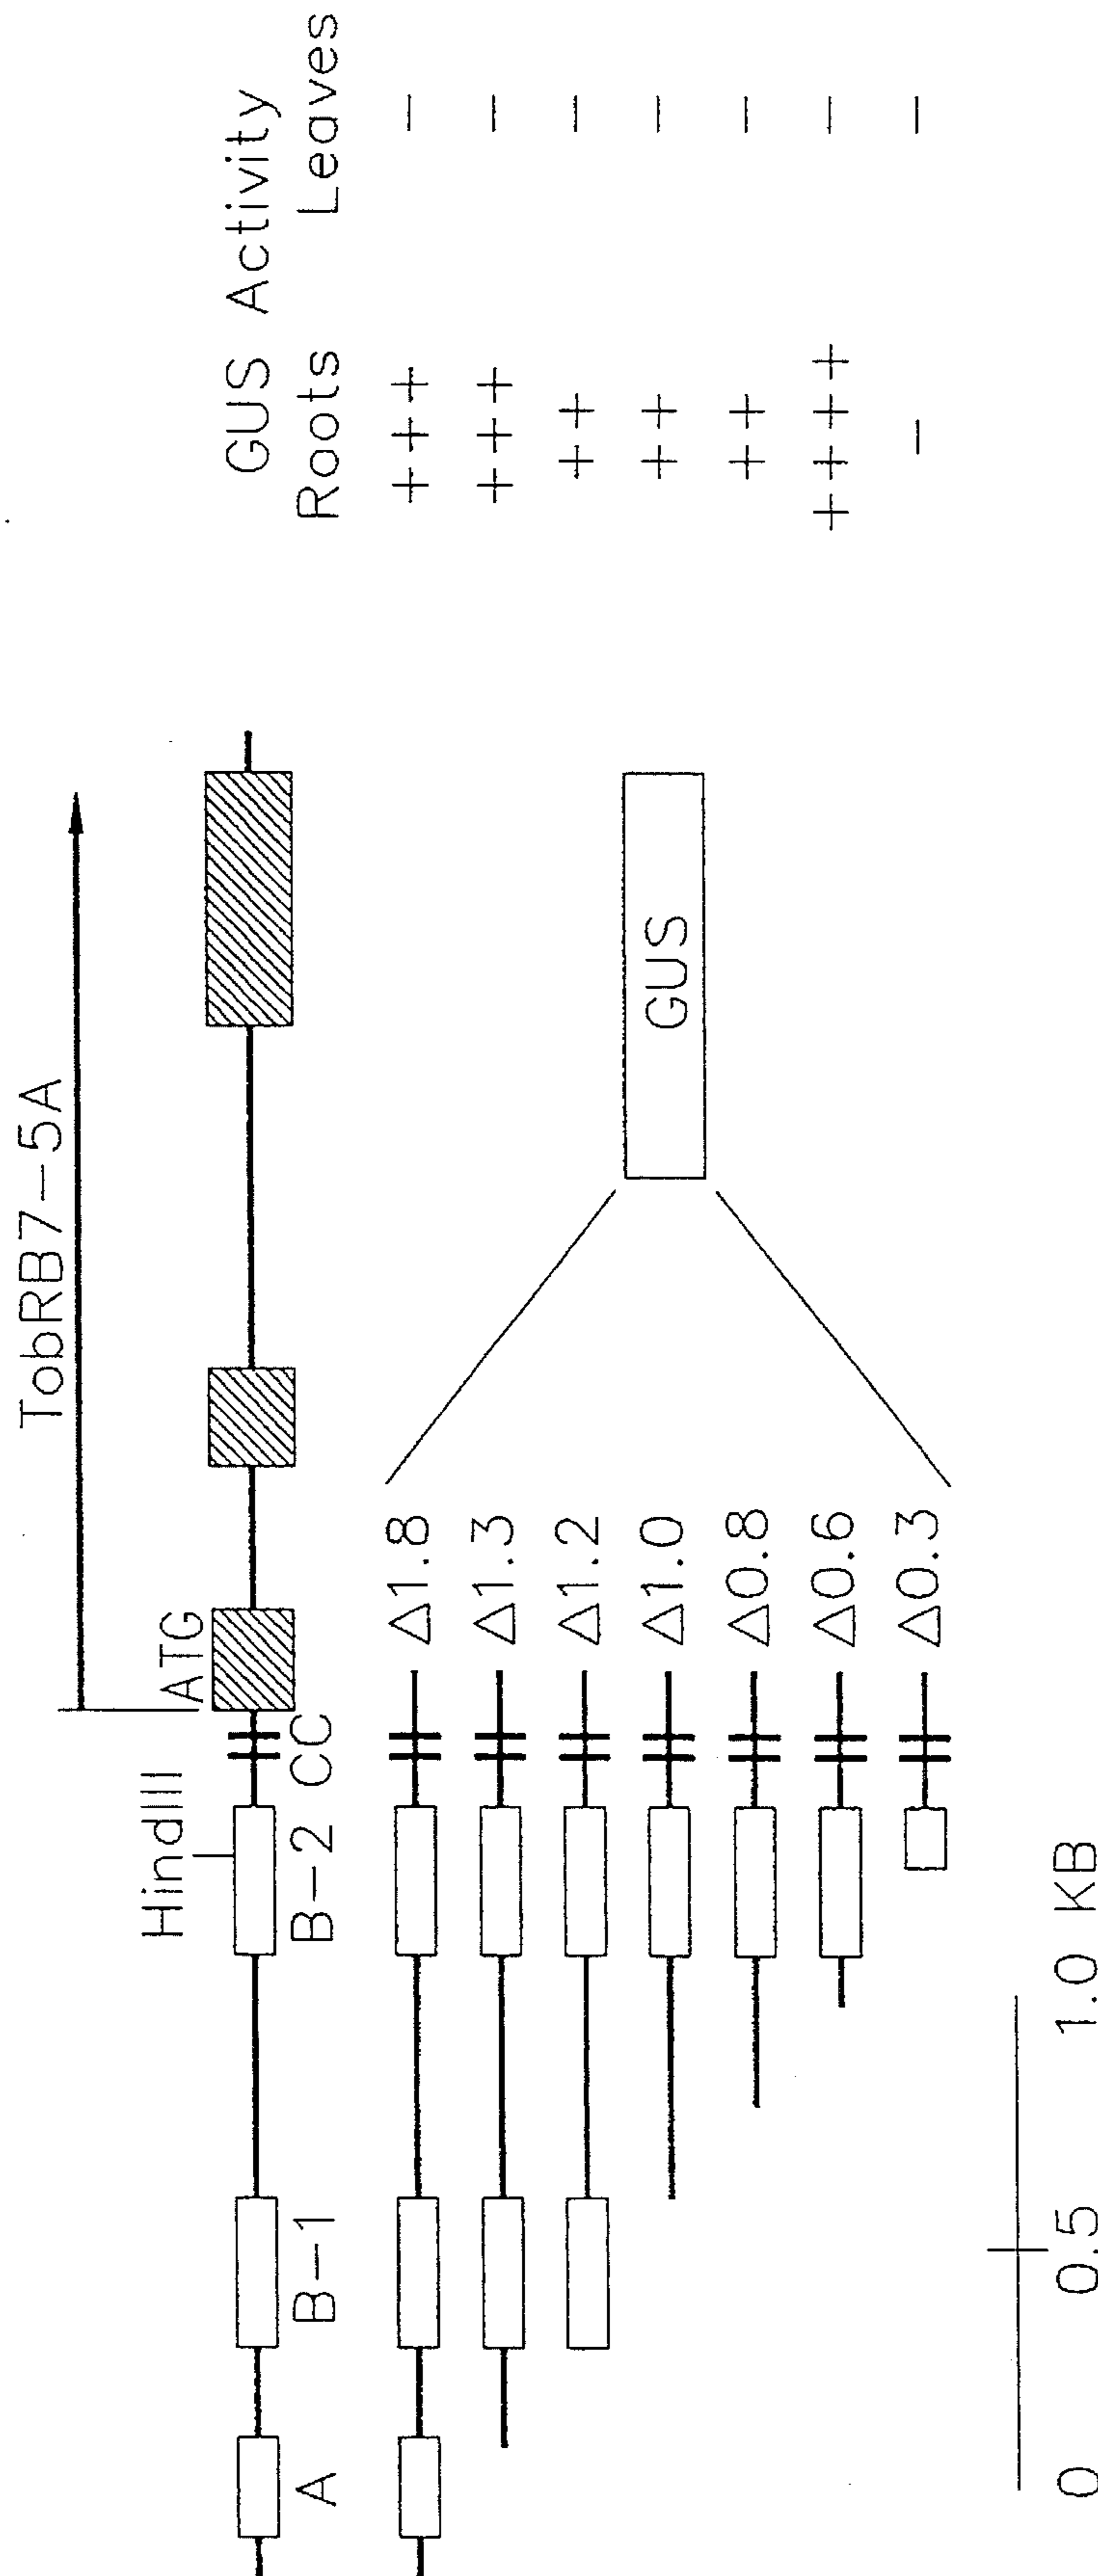 TobRB7-5A
HindIII
ATG
A
B-1
B-2
CC
GUS Activity
Roots Leaves
Δ1.8 +++ -
Δ1.3 +++ -
Δ1.2 ++ -
Δ1.0 ++ -
Δ0.8 ++ -
Δ0.6 ++++ -
Δ0.3 - -
GUS
0 0.5 1.0 KB